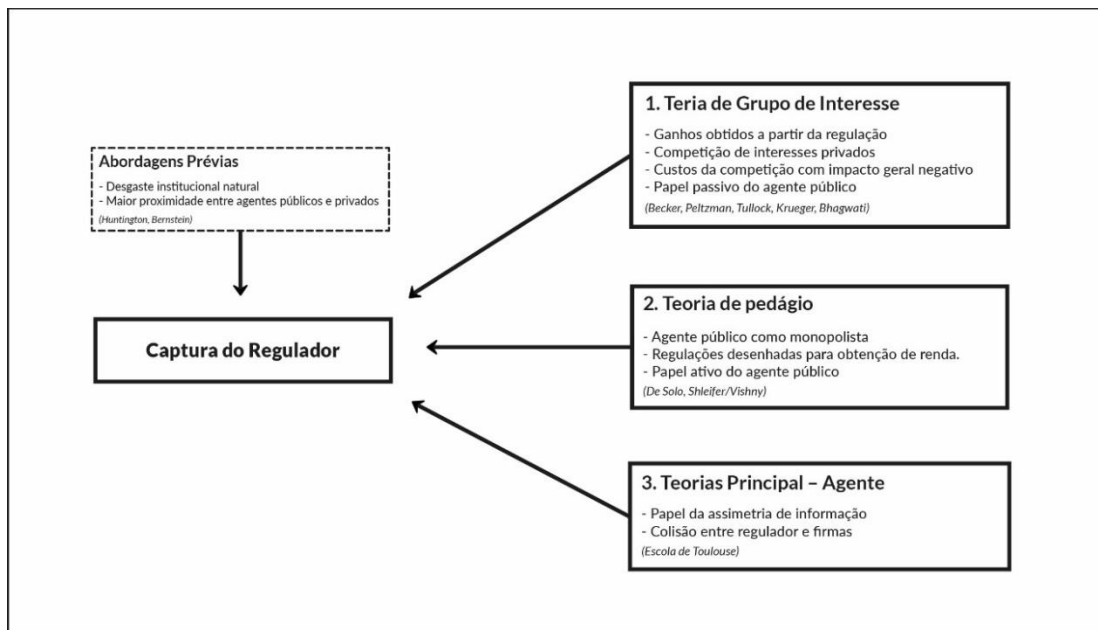 Abordagens Prévias
- Desgaste institucional natural
- Maior proximidade entre agentes públicos e privados
(Huntington, Bernstein)
Captura do Regulador
1. Teria de Grupo de Interesse
- Ganhos obtidos a partir da regulação
- Competição de interesses privados
- Custos da competição com impacto geral negativo
- Papel passivo do agente público
(Becker, Peltzman, Tullock, Krueger, Bhagwati)
2. Teoria de pedágio
- Agente público como monopolista
- Regulações desenhadas para obtenção de renda.
- Papel ativo do agente público
(De Solo, Shleifer/Vishny)
3. Teorias Principal – Agente
- Papel da assimetria de informação
- Colisão entre regulador e firmas
(Escola de Toulouse)